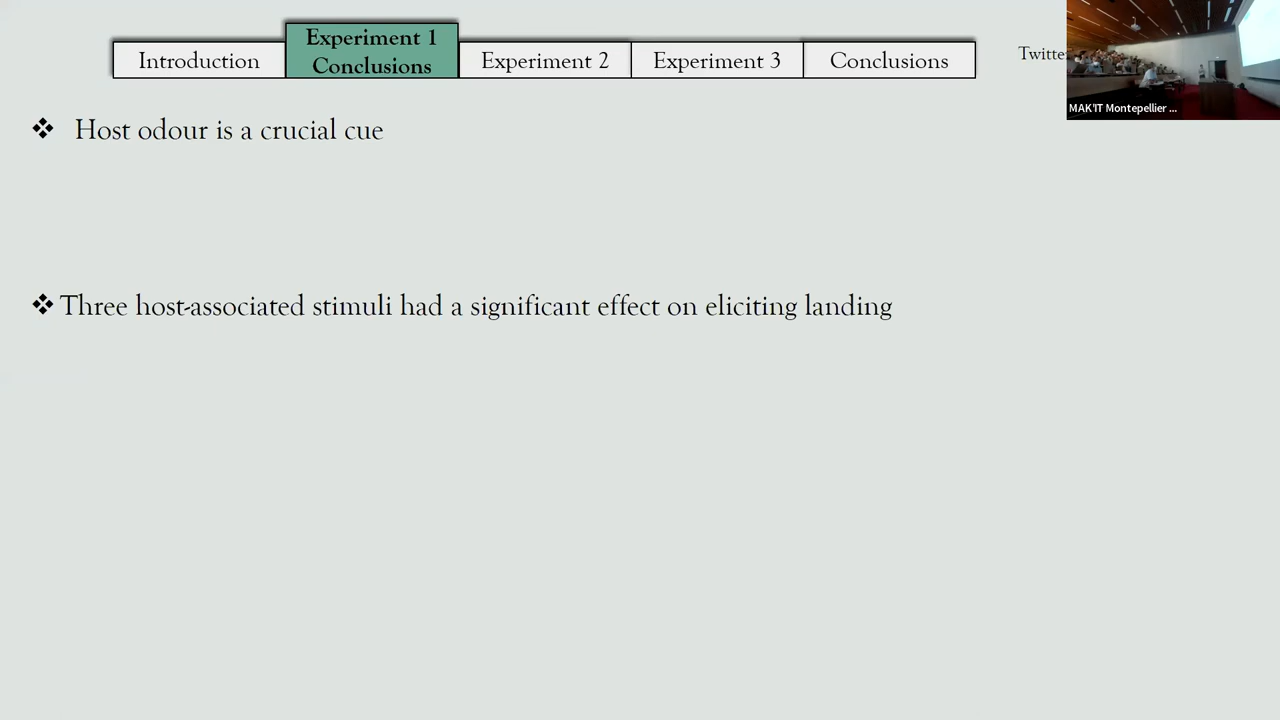 Introduction
Experiment 1
Conclusions
Experiment 2
Experiment 3
Conclusions
MAK'IT Montepellier ...
Host odour is a crucial cue
Three host-associated stimuli had a significant effect on eliciting landing